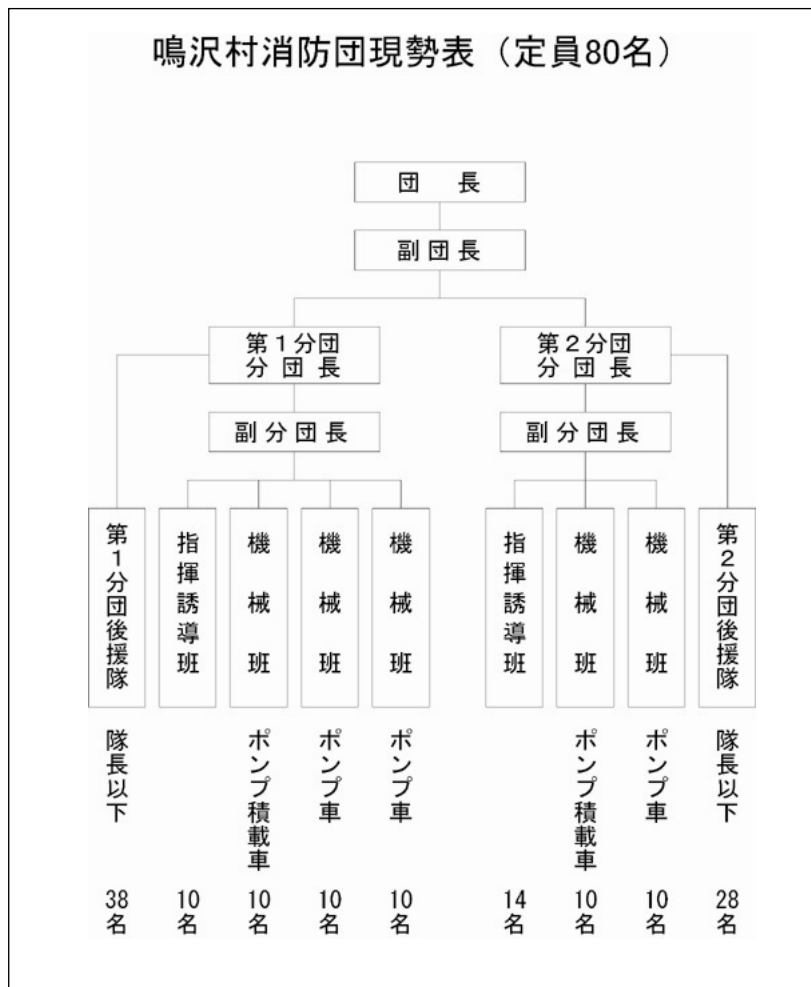 鳴沢村消防団現勢表（定員80名）
団　長
副団長
第１分団
分団長
第２分団
分団長
副分団長
副分団長
第１分団後援隊
指揮誘導班
機械班
機械班
機械班
指揮誘導班
機械班
機械班
第２分団後援隊
隊長以下
ポンプ積載車
ポンプ車
ポンプ車
ポンプ積載車
ポンプ車
隊長以下
38名
10名
10名
10名
10名
14名
10名
10名
28名